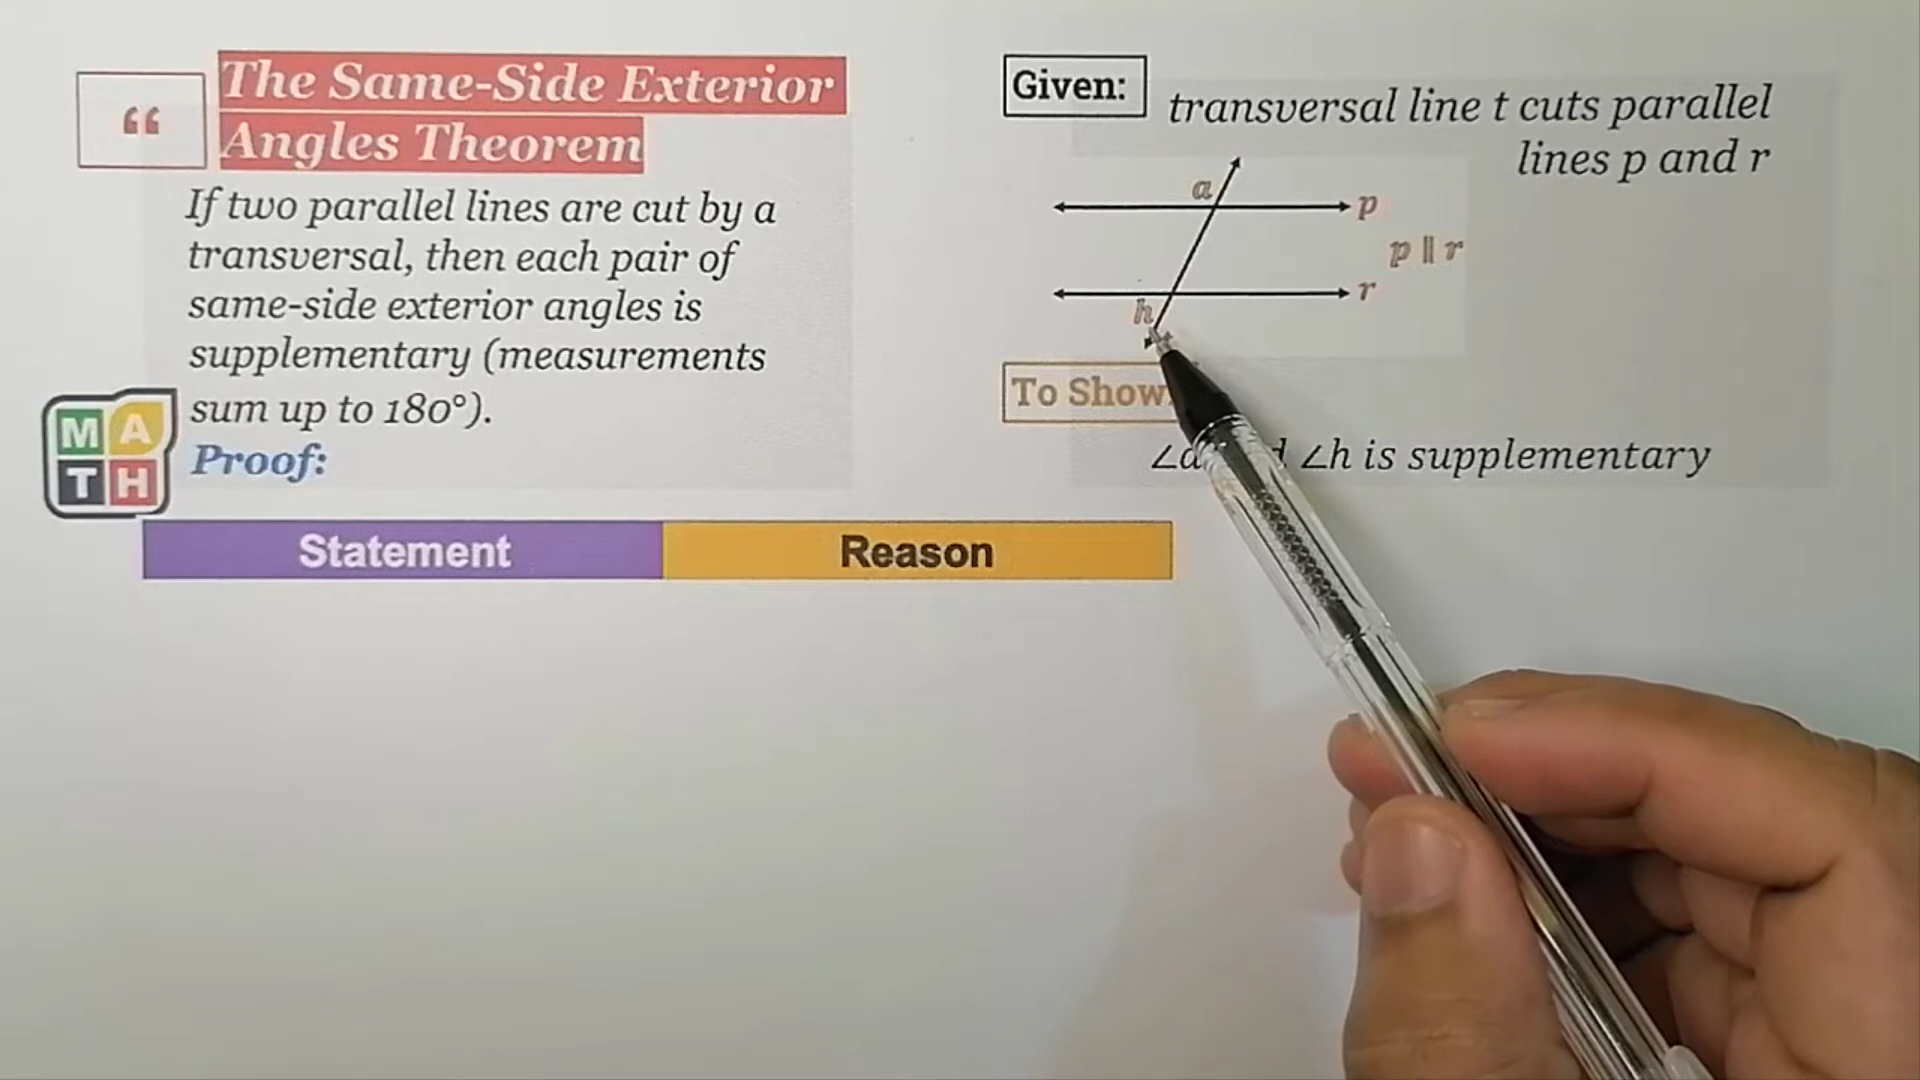 “
The Same-Side Exterior
Angles Theorem
If two parallel lines are cut by a
transversal, then each pair of
same-side exterior angles is
supplementary (measurements
sum up to 180°).
Proof:
M A
T H
Given:
transversal line t cuts parallel
lines p and r
a
p
p ∥ r
r
h
To Show:
∠h is supplementary
Statement
Reason